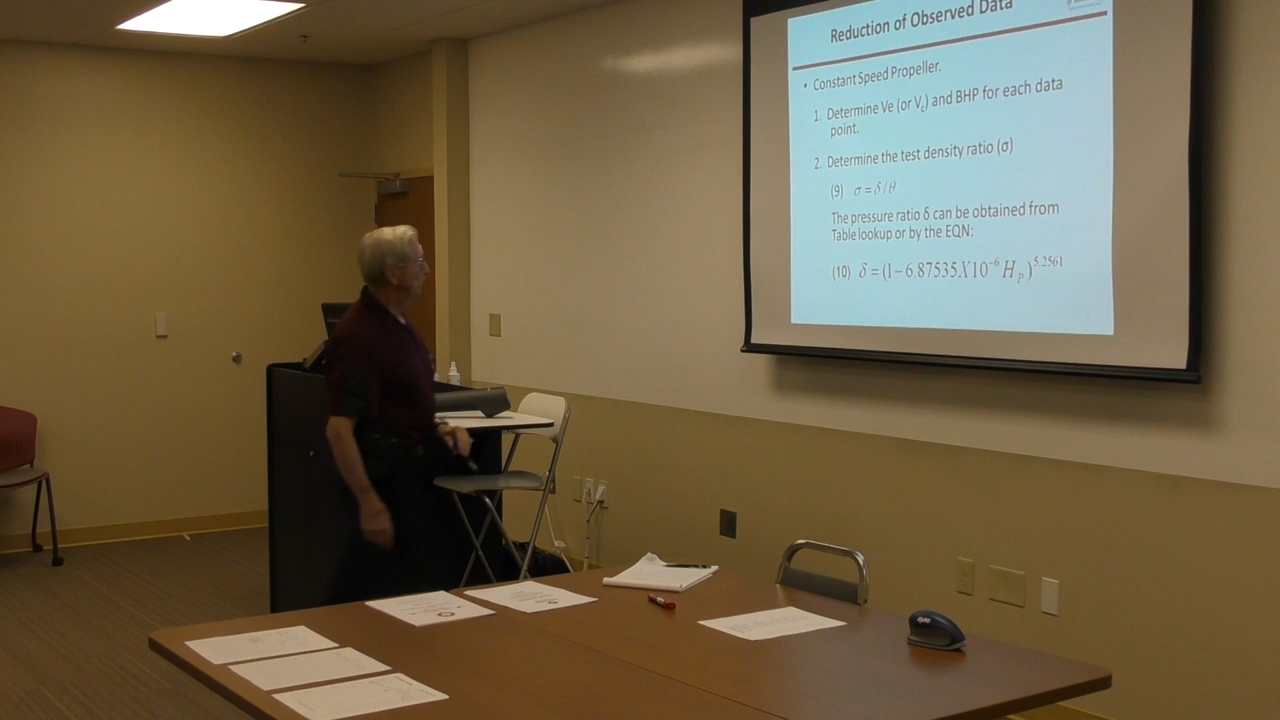 Reduction of Observed Data
• Constant Speed Propeller.
1. Determine Ve (or Vc) and BHP for each data
point.
2. Determine the test density ratio (σ)
(9) σ = δ / θ
The pressure ratio δ can be obtained from
Table lookup or by the EQN:
(10) δ = (1 − 6.87535X10⁻⁶ H_P)^5.2561